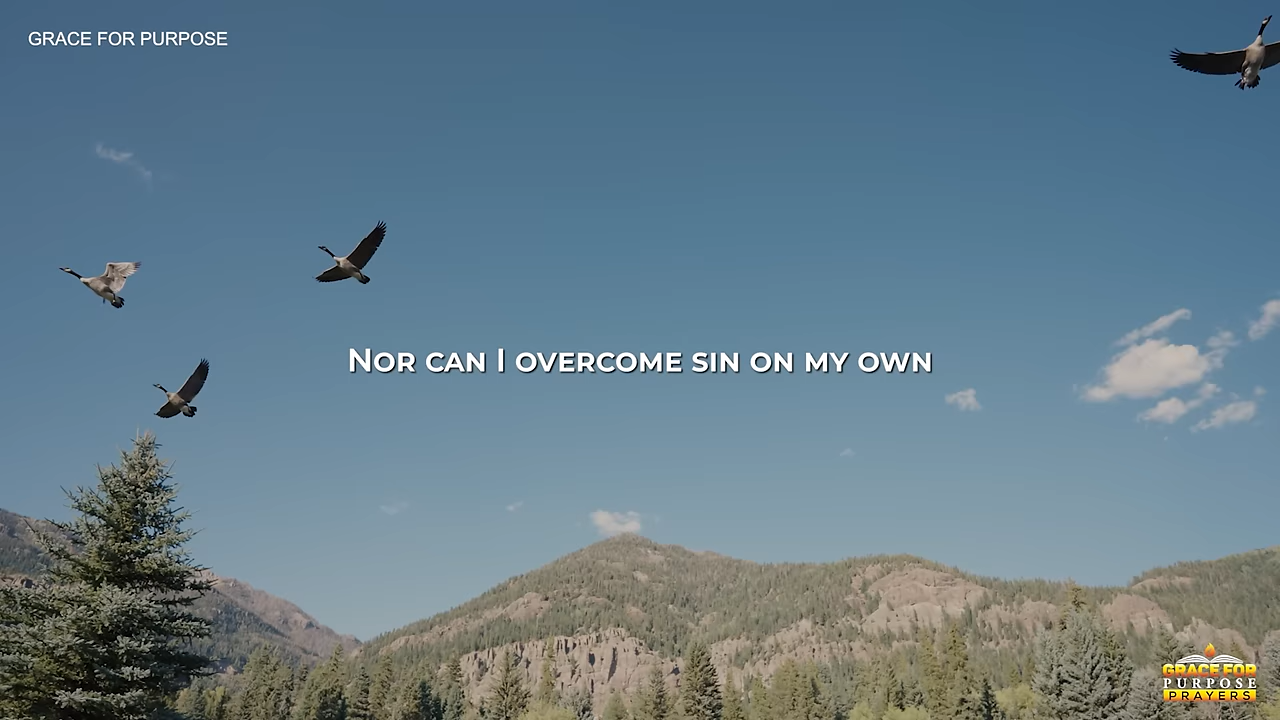 GRACE FOR PURPOSE
NOR CAN I OVERCOME SIN ON MY OWN
GRACE FOR
PURPOSE
PRAYERS